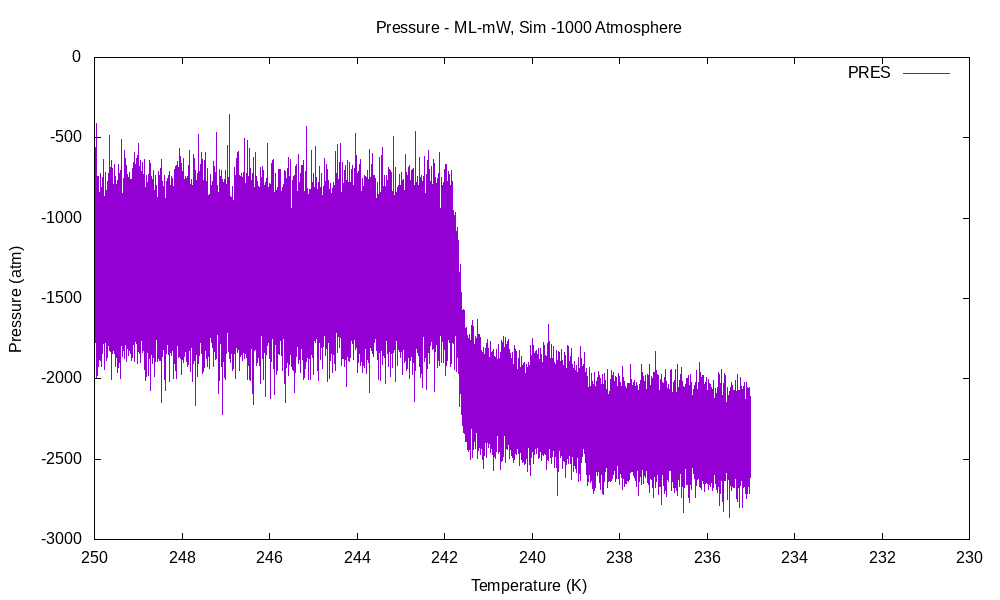 Pressure - ML-mW, Sim -1000 Atmosphere
PRES
0
-500
-1000
-1500
-2000
-2500
-3000
Pressure (atm)
250 248 246 244 242 240 238 236 234 232 230
Temperature (K)